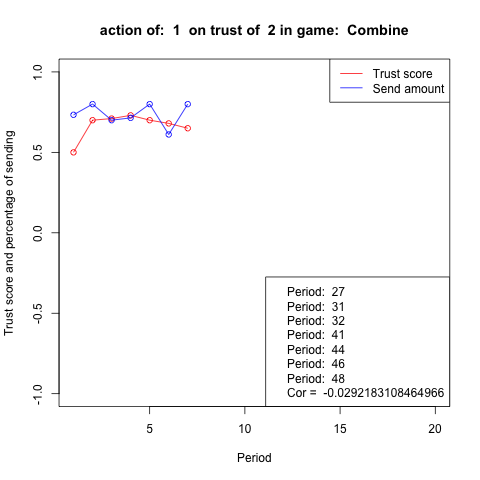 action of:  1  on trust of  2 in game:  Combine
Trust score
Send amount
Trust score and percentage of sending
1.0
0.5
0.0
-0.5
-1.0
Period:  27
Period:  31
Period:  32
Period:  41
Period:  44
Period:  46
Period:  48
Cor =  -0.0292183108464966
5 10 15 20
Period